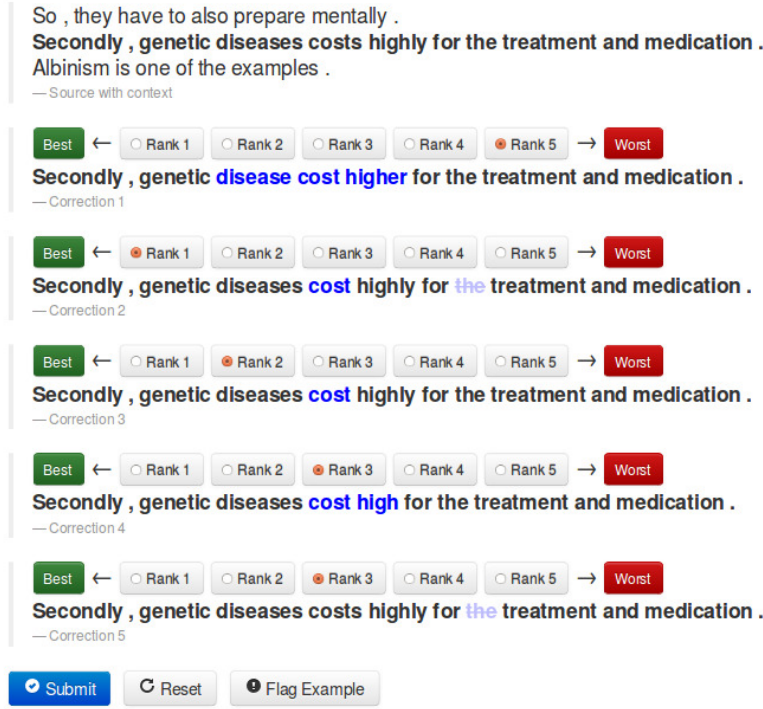 So , they have to also prepare mentally .
Secondly , genetic diseases costs highly for the treatment and medication .
Albinism is one of the examples .
— Source with context
Best ← Rank 1 Rank 2 Rank 3 Rank 4 Rank 5 → Worst
Secondly , genetic disease cost higher for the treatment and medication .
— Correction 1
Best ← Rank 1 Rank 2 Rank 3 Rank 4 Rank 5 → Worst
Secondly , genetic diseases cost highly for the treatment and medication .
— Correction 2
Best ← Rank 1 Rank 2 Rank 3 Rank 4 Rank 5 → Worst
Secondly , genetic diseases cost highly for the treatment and medication .
— Correction 3
Best ← Rank 1 Rank 2 Rank 3 Rank 4 Rank 5 → Worst
Secondly , genetic diseases cost high for the treatment and medication .
— Correction 4
Best ← Rank 1 Rank 2 Rank 3 Rank 4 Rank 5 → Worst
Secondly , genetic diseases costs highly for the treatment and medication .
— Correction 5
Submit Reset Flag Example